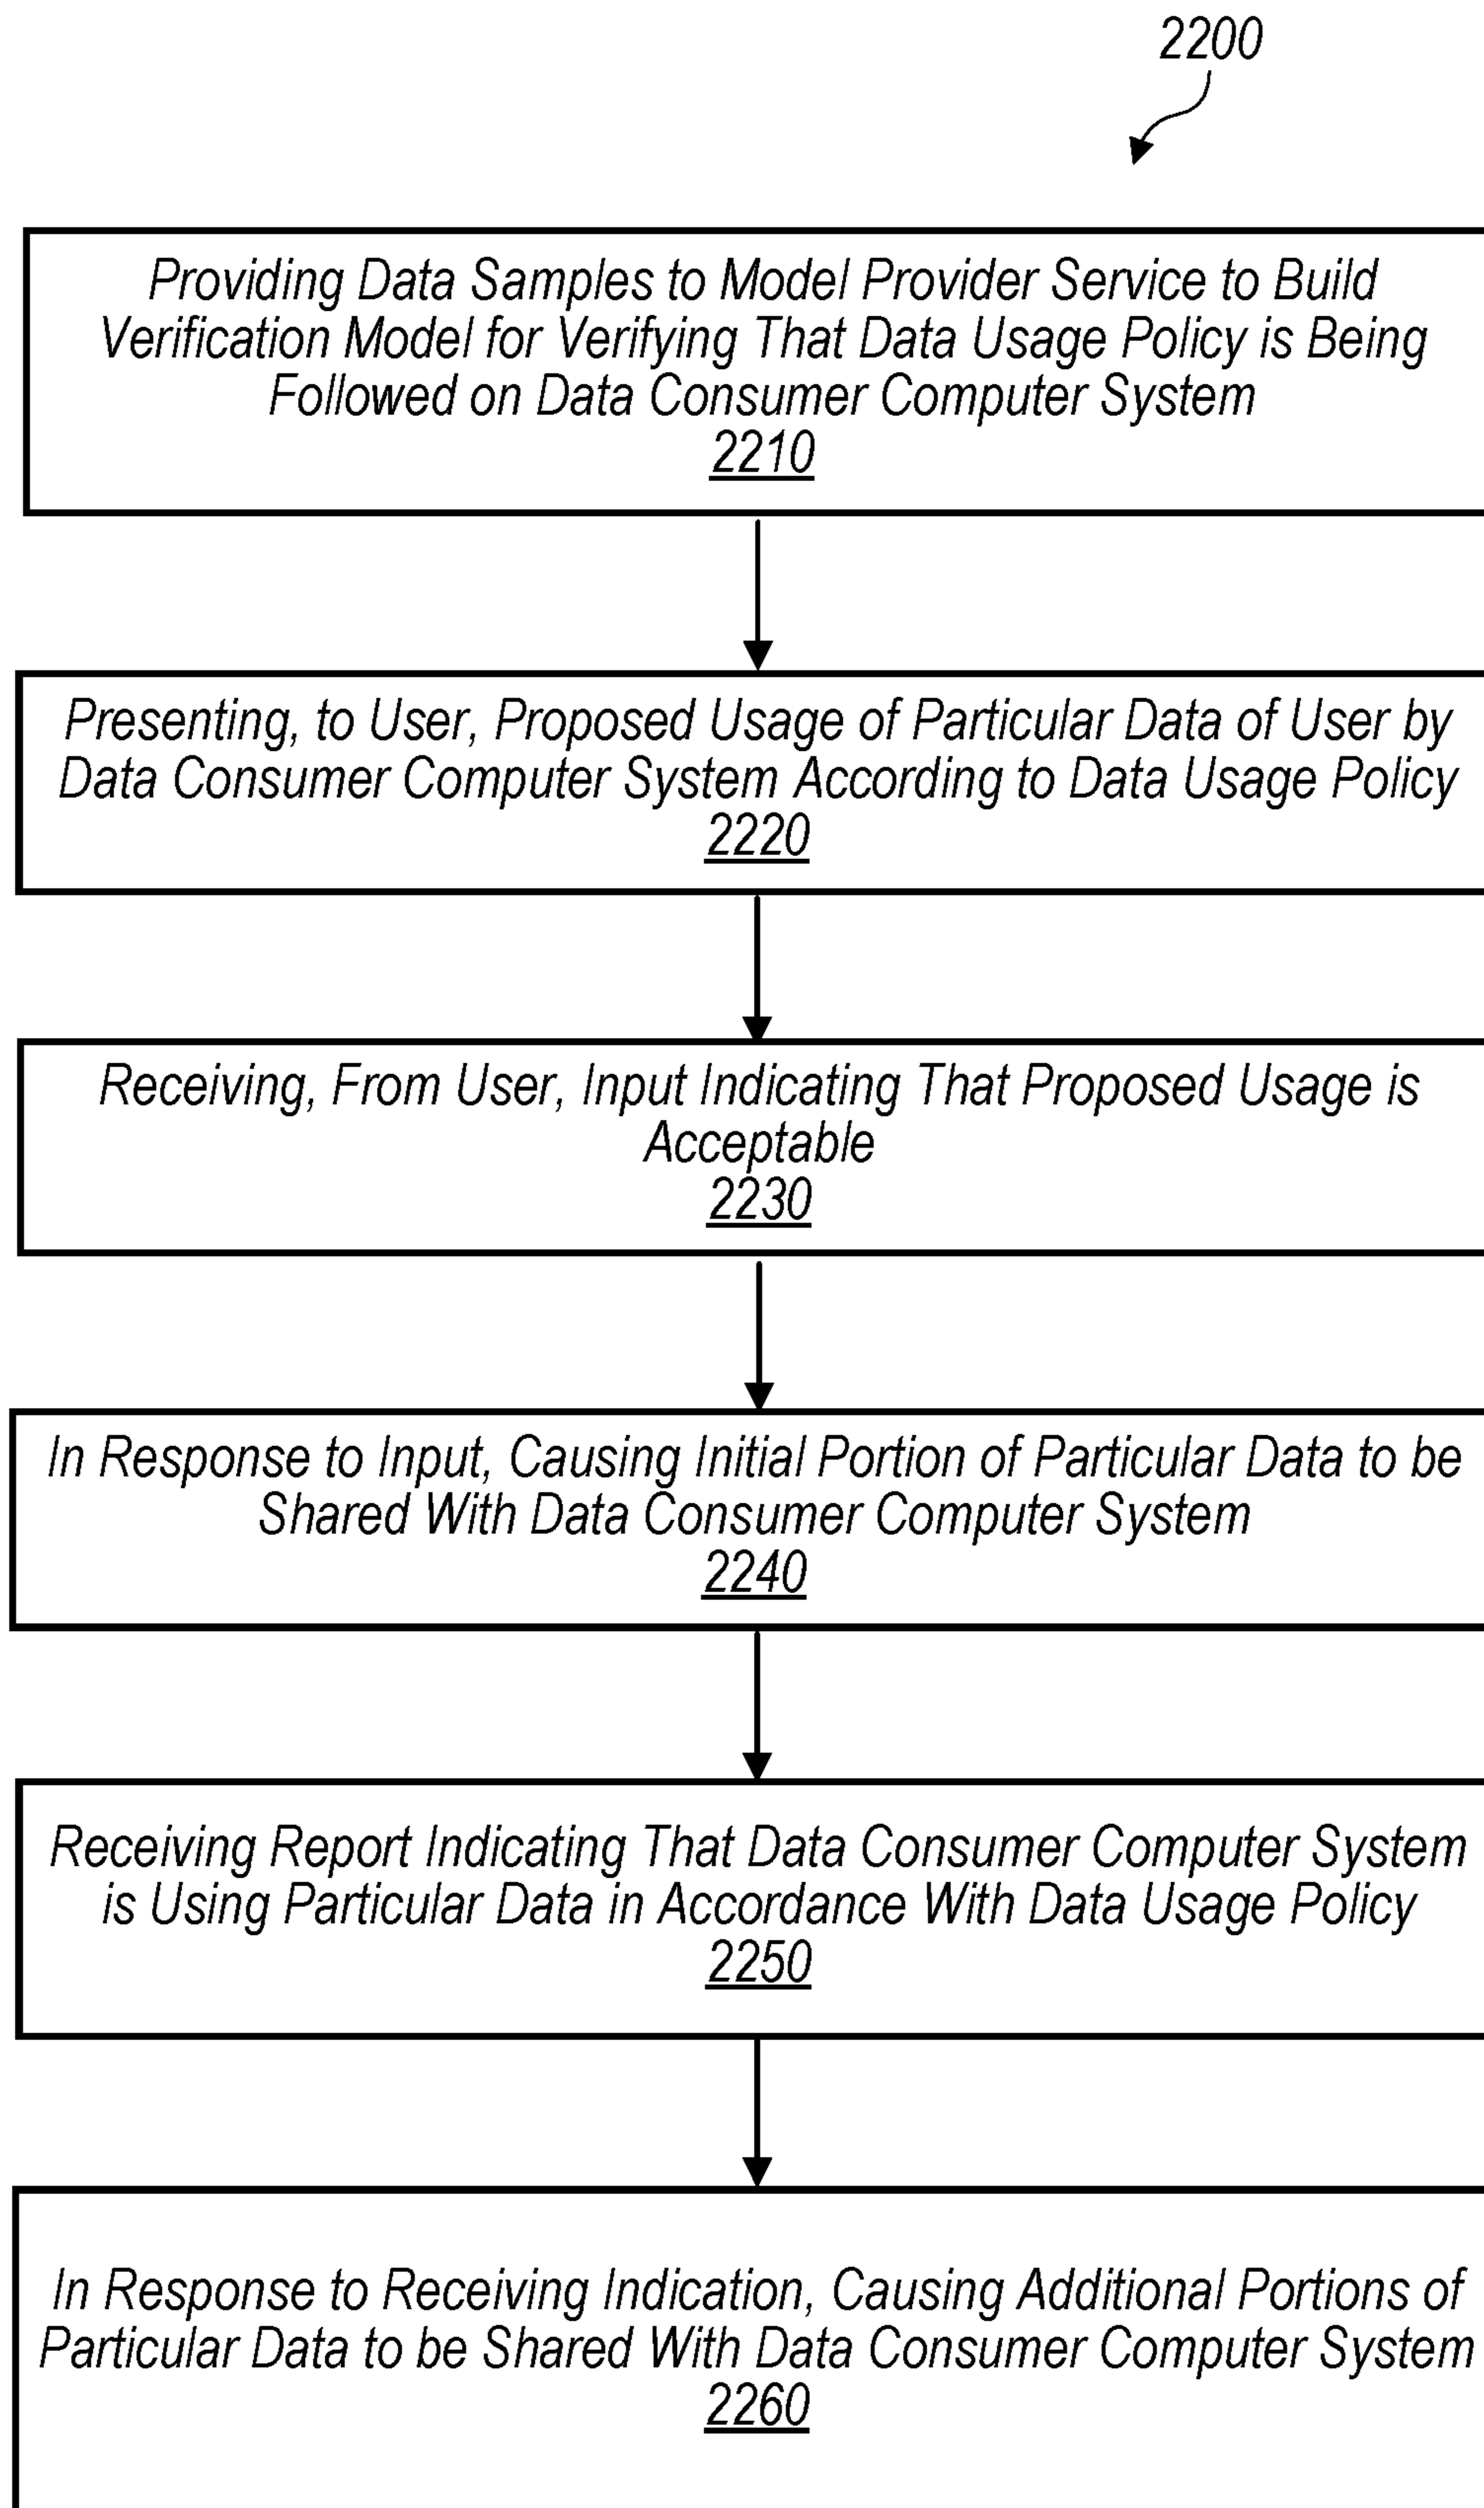 2200
Providing Data Samples to Model Provider Service to Build
Verification Model for Verifying That Data Usage Policy is Being
Followed on Data Consumer Computer System
2210
Presenting, to User, Proposed Usage of Particular Data of User by
Data Consumer Computer System According to Data Usage Policy
2220
Receiving, From User, Input Indicating That Proposed Usage is
Acceptable
2230
In Response to Input, Causing Initial Portion of Particular Data to be
Shared With Data Consumer Computer System
2240
Receiving Report Indicating That Data Consumer Computer System
is Using Particular Data in Accordance With Data Usage Policy
2250
In Response to Receiving Indication, Causing Additional Portions of
Particular Data to be Shared With Data Consumer Computer System
2260